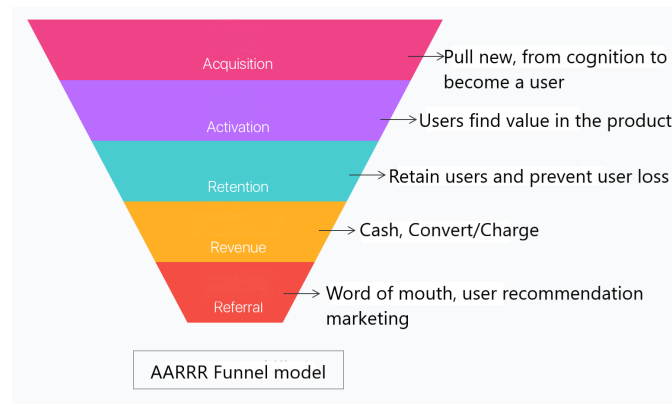 Acquisition
Pull new, from cognition to
become a user
Activation
Users find value in the product
Retention
Retain users and prevent user loss
Revenue
Cash, Convert/Charge
Referral
Word of mouth, user recommendation
marketing
AARRR Funnel model